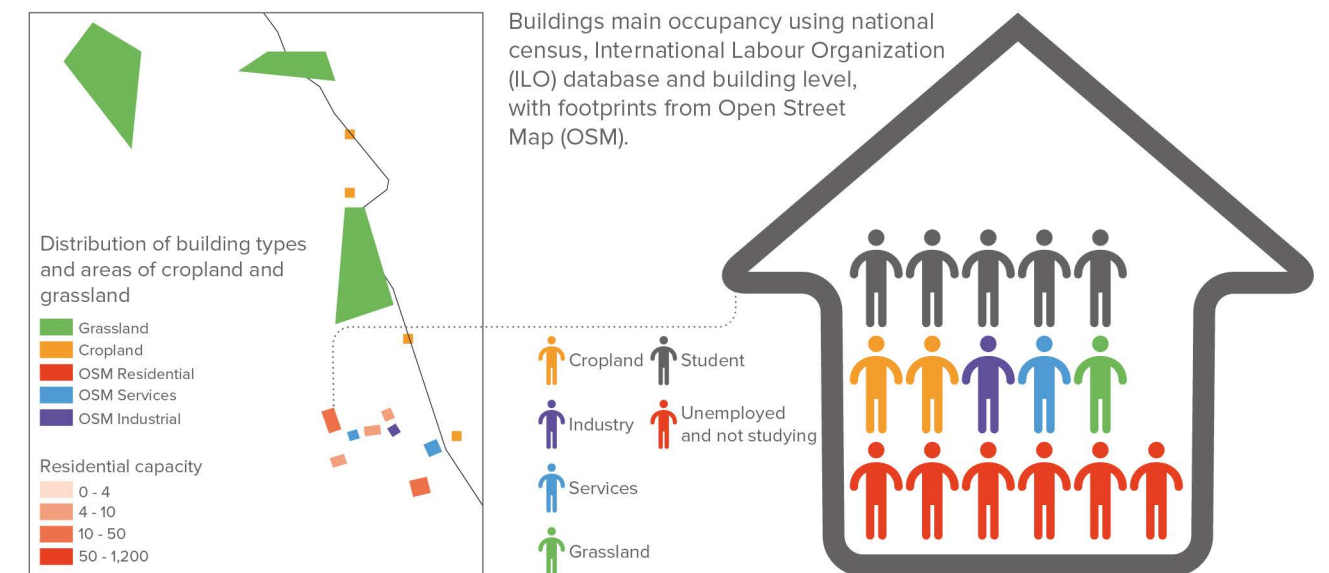 Buildings main occupancy using national
census, International Labour Organization
(ILO) database and building level,
with footprints from Open Street
Map (OSM).
Distribution of building types
and areas of cropland and
grassland
Grassland
Cropland
OSM Residential
OSM Services
OSM Industrial
Residential capacity
0 - 4
4 - 10
10 - 50
50 - 1,200
Cropland
Student
Industry
Unemployed
and not studying
Services
Grassland